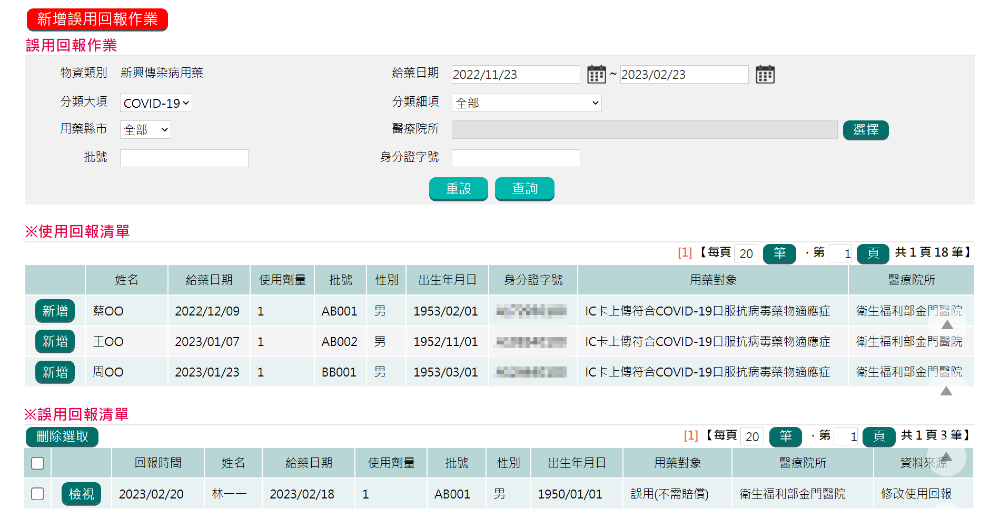 新增誤用回報作業
誤用回報作業
物資類別 新興傳染病用藥 給藥日期 2022/11/23 ~ 2023/02/23
分類大項 COVID-19 分類細項 全部
用藥縣市 全部 醫療院所 選擇
批號 身分證字號
重設 查詢
※使用回報清單
[1] 【每頁 20 筆 ，第 1 頁 共 1 頁 18 筆】
姓名 給藥日期 使用劑量 批號 性別 出生年月日 身分證字號 用藥對象 醫療院所
新增 蔡OO 2022/12/09 1 AB001 男 1953/02/01 IC卡上傳符合COVID-19口服抗病毒藥物適應症 衛生福利部金門醫院
新增 王OO 2023/01/07 1 AB002 男 1952/11/01 IC卡上傳符合COVID-19口服抗病毒藥物適應症 衛生福利部金門醫院
新增 周OO 2023/01/23 1 BB001 男 1953/03/01 IC卡上傳符合COVID-19口服抗病毒藥物適應症 衛生福利部金門醫院
※誤用回報清單
刪除選取 [1] 【每頁 20 筆 ，第 1 頁 共 1 頁 3 筆】
回報時間 姓名 給藥日期 使用劑量 批號 性別 出生年月日 用藥對象 醫療院所 資料來源
檢視 2023/02/20 林一一 2023/02/18 1 AB001 男 1950/01/01 誤用(不需賠償) 衛生福利部金門醫院 修改使用回報